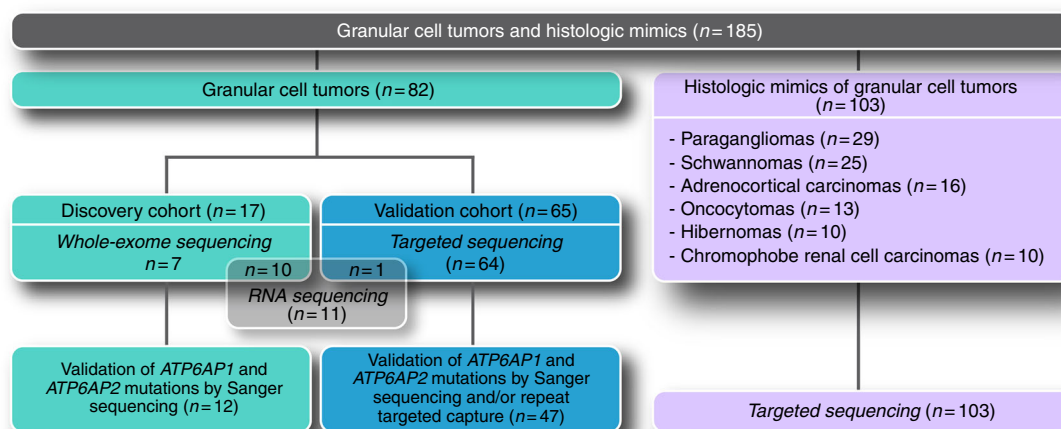 Granular cell tumors and histologic mimics (n=185)
Granular cell tumors (n=82)
Histologic mimics of granular cell tumors
(n=103)
- Paragangliomas (n=29)
- Schwannomas (n=25)
- Adrenocortical carcinomas (n=16)
- Oncocytomas (n=13)
- Hibernomas (n=10)
- Chromophobe renal cell carcinomas (n=10)
Discovery cohort (n=17)
Whole-exome sequencing
n=7
Validation cohort (n=65)
Targeted sequencing
(n=64)
n=10 n=1
RNA sequencing
(n=11)
Validation of ATP6AP1 and
ATP6AP2 mutations by Sanger
sequencing (n=12)
Validation of ATP6AP1 and
ATP6AP2 mutations by Sanger
sequencing and/or repeat
targeted capture (n=47)
Targeted sequencing (n=103)